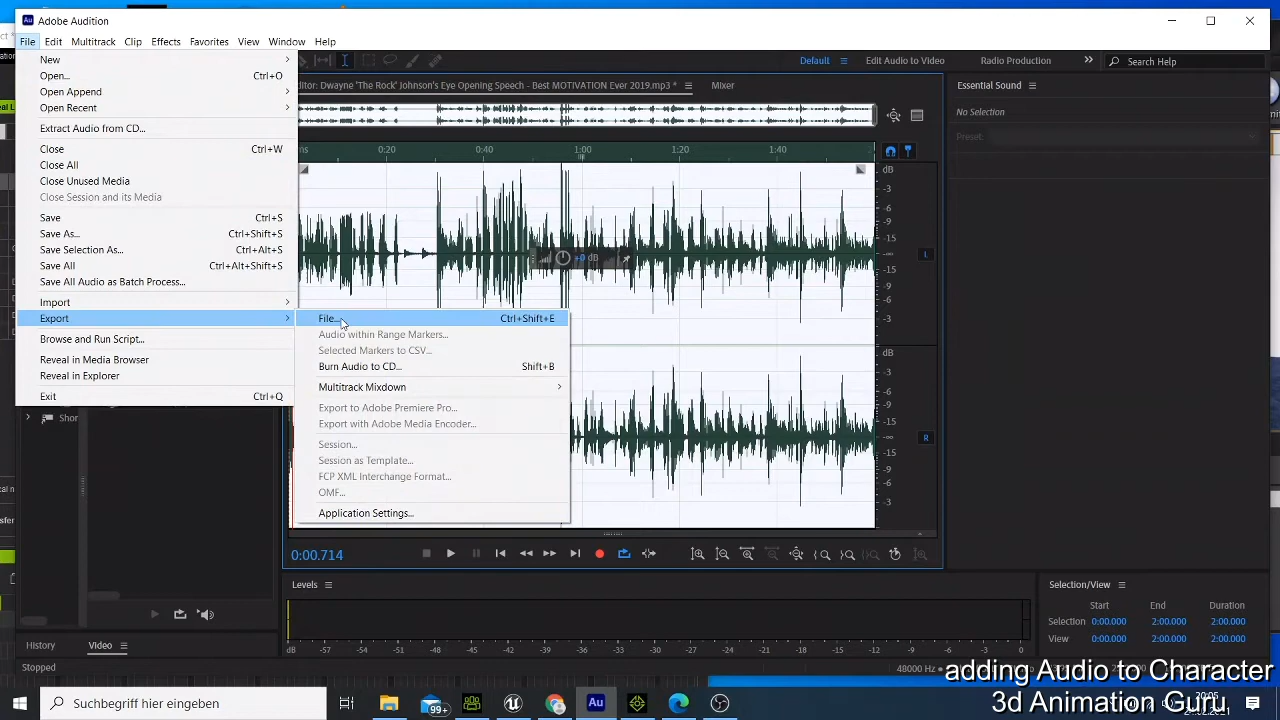 Adobe Audition
File Edit Multitrack Clip Effects Favorites View Window Help
Default Edit Audio to Video Radio Production Search Help
New
Open... Ctrl+O
Open Append
Open Recent
Extract Audio from CD...
Close Ctrl+W
Close All
Close Unused Media
Close Session and its Media
Save Ctrl+S
Save As... Ctrl+Shift+S
Save Selection As... Ctrl+Alt+S
Save All Ctrl+Alt+Shift+S
Save All Audio as Batch Process...
Import
Export
Browse and Run Script...
Reveal in Media Browser
Reveal in Explorer
Exit Ctrl+Q
File... Ctrl+Shift+E
Audio within Range Markers...
Selected Markers to CSV...
Burn Audio to CD... Shift+B
Multitrack Mixdown
Export to Adobe Premiere Pro...
Export with Adobe Media Encoder...
Session...
Session as Template...
FCP XML Interchange Format...
OMF...
Application Settings...
Dwayne 'The Rock' Johnson's Eye Opening Speech - Best MOTIVATION Ever 2019.mp3 * Mixer
0:20 0:40 1:00 1:20 1:40
+0 dB
dB
-3
-6
-9
-15
-∞
-15
-9
-6
-3
L
dB
-3
-6
-9
-15
-∞
-15
-9
-6
-3
R
Essential Sound
No Selection
Preset:
Shor
0:00.714
Levels
dB -57 -54 -51 -48 -45 -42 -39 -36 -33 -30 -27 -24 -21 -18 -15 -12 -9 -6 -3 0
Selection/View
Start End Duration
Selection 0:00.000 2:00.000 2:00.000
View 0:00.000 2:00.000 2:00.000
History Video
Stopped
48000 Hz
adding Audio to Character
3d Animation Guru
Suchbegriff hier eingeben
99+
Au
20:05